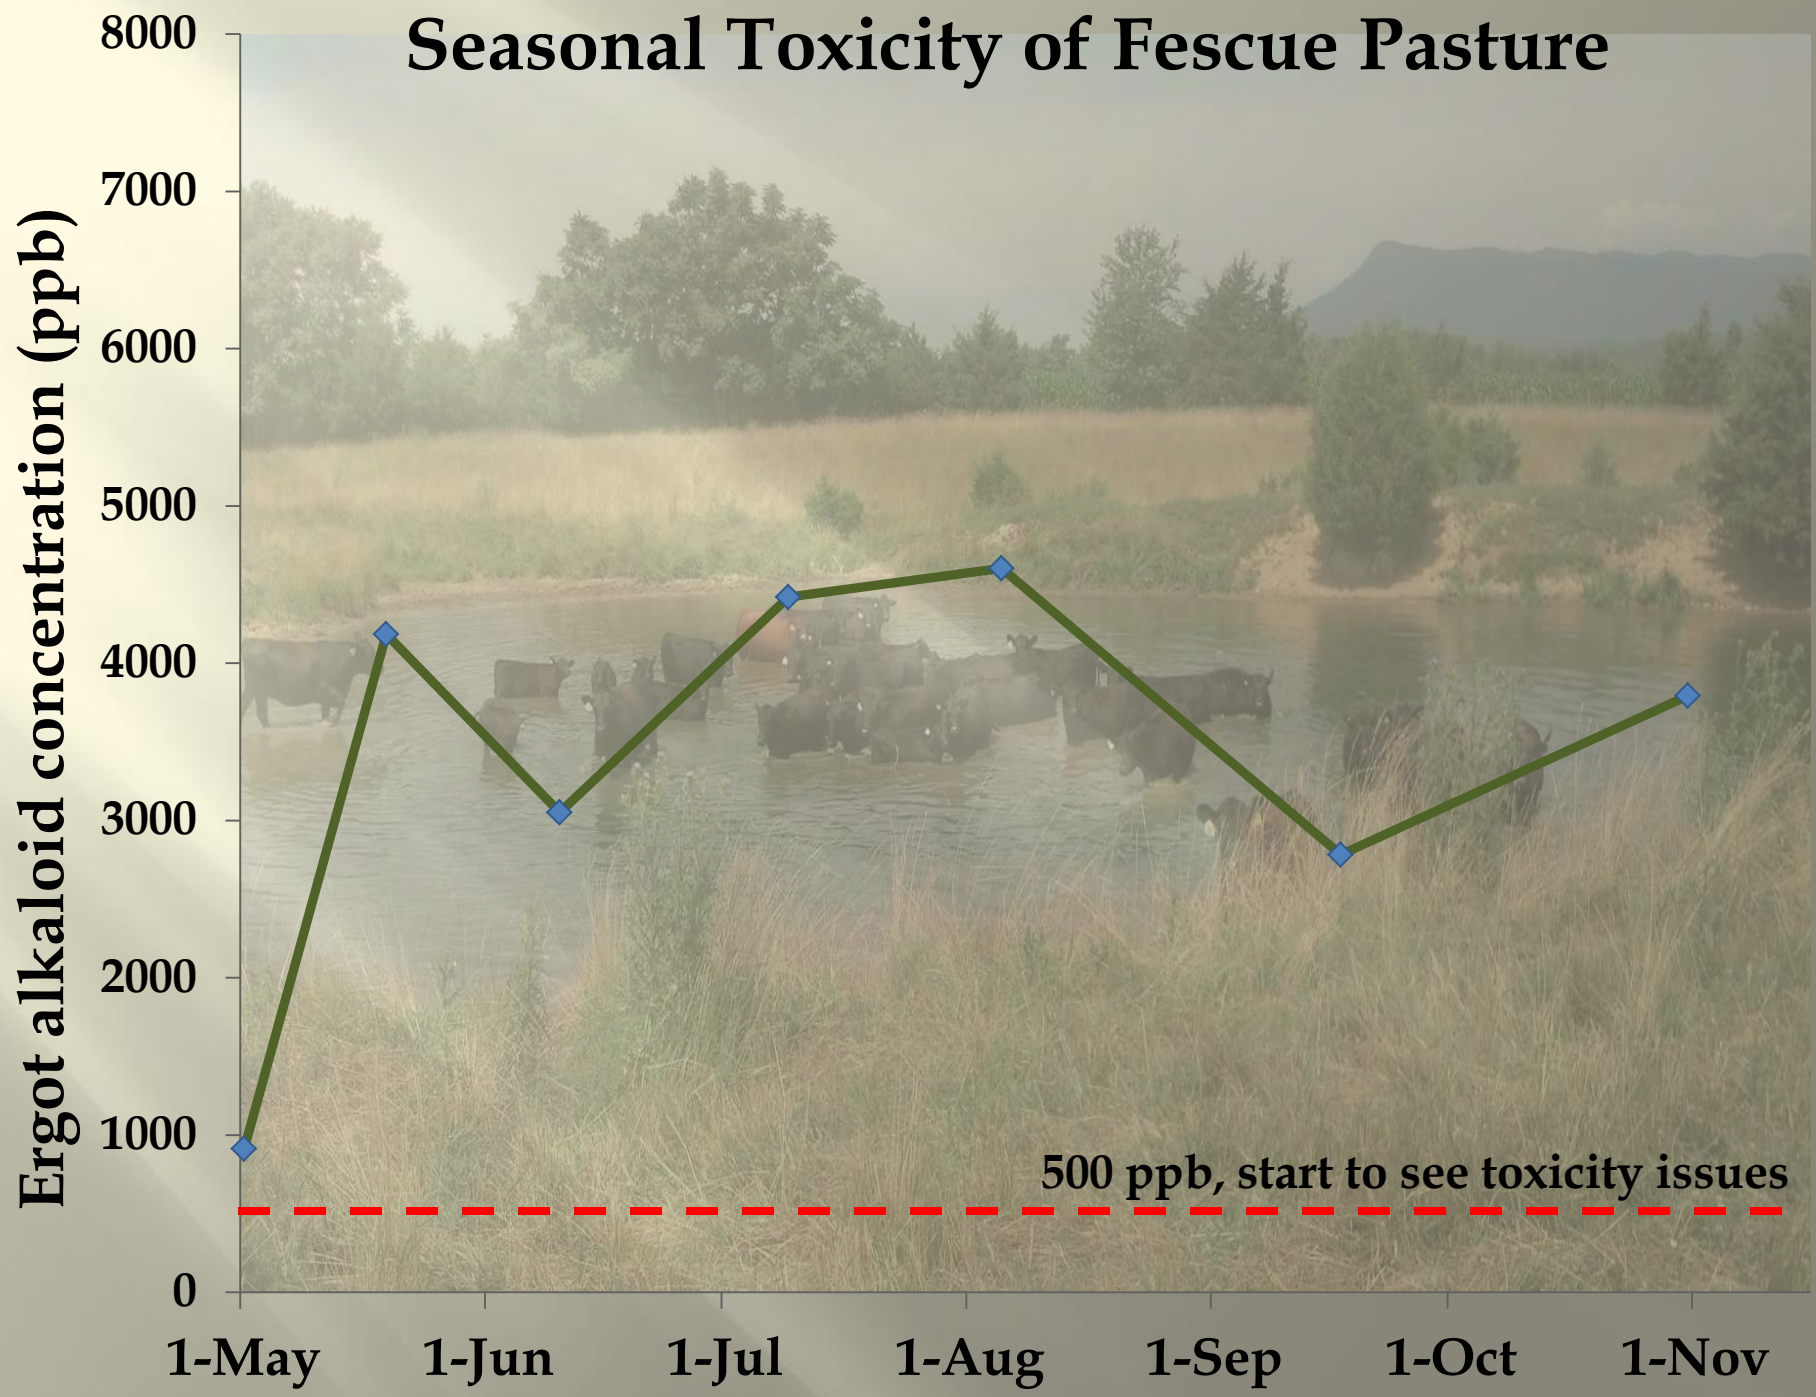 Seasonal Toxicity of Fescue Pasture
Ergot alkaloid concentration (ppb)
8000
7000
6000
5000
4000
3000
2000
1000
0
500 ppb, start to see toxicity issues
1-May 1-Jun 1-Jul 1-Aug 1-Sep 1-Oct 1-Nov